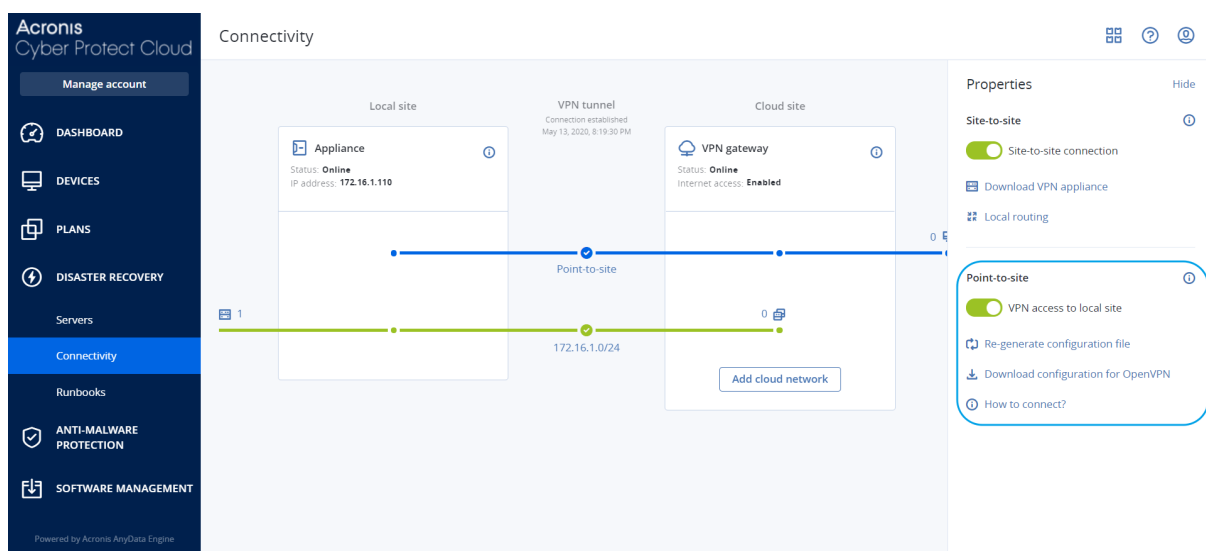 Acronis
Cyber Protect Cloud
Manage account
DASHBOARD
DEVICES
PLANS
DISASTER RECOVERY
Servers
Connectivity
Runbooks
ANTI-MALWARE
PROTECTION
SOFTWARE MANAGEMENT
Powered by Acronis AnyData Engine
Connectivity
Local site
VPN tunnel
Connection established
May 13, 2020, 8:19:30 PM
Cloud site
Appliance
Status: Online
IP address: 172.16.1.110
VPN gateway
Status: Online
Internet access: Enabled
0
Point-to-site
1
0
172.16.1.0/24
Add cloud network
Properties
Hide
Site-to-site
Site-to-site connection
Download VPN appliance
Local routing
Point-to-site
VPN access to local site
Re-generate configuration file
Download configuration for OpenVPN
How to connect?